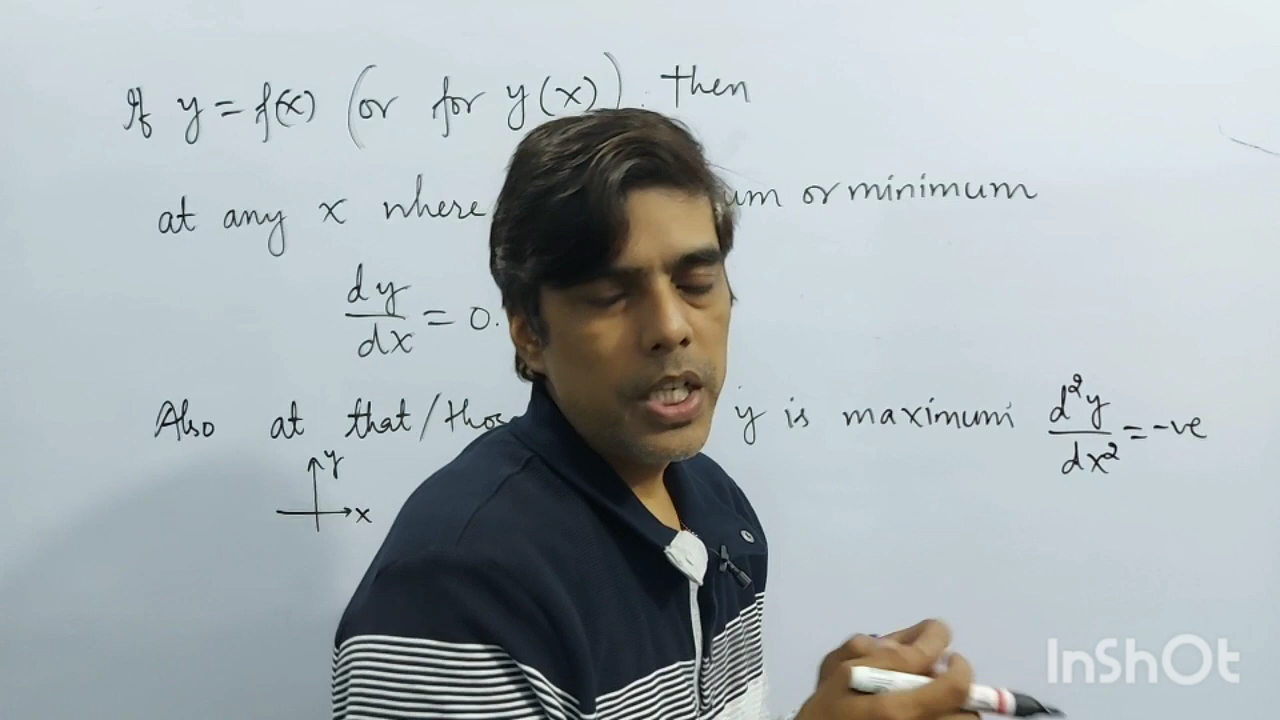 If y = f(x) (or for y(x)). Then
at any x where um or minimum
dy/dx = 0.
Also at that/thos y is maximum d²y/dx² = -ve
y
x
InShOt